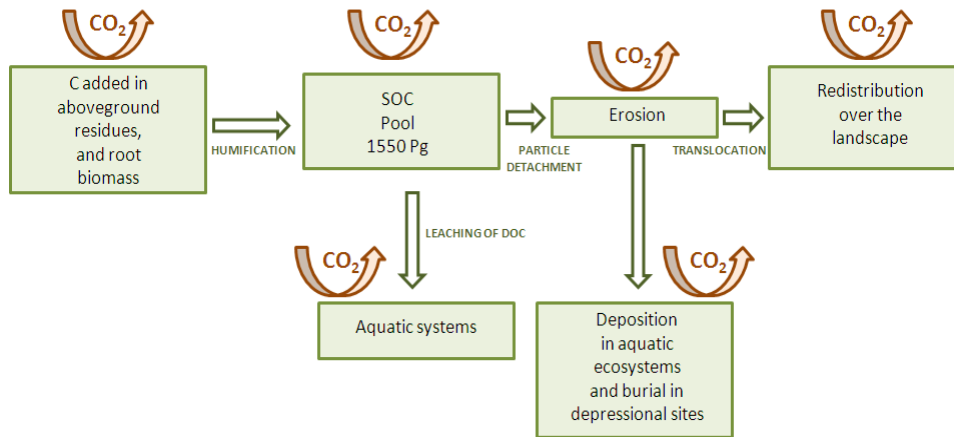 CO2
C added in
aboveground
residues,
and root
biomass
HUMIFICATION
CO2
SOC
Pool
1550 Pg
PARTICLE
DETACHMENT
CO2
Erosion
TRANSLOCATION
CO2
Redistribution
over the
landscape
LEACHING OF DOC
CO2
Aquatic systems
CO2
Deposition
in aquatic
ecosystems
and burial in
depressional sites